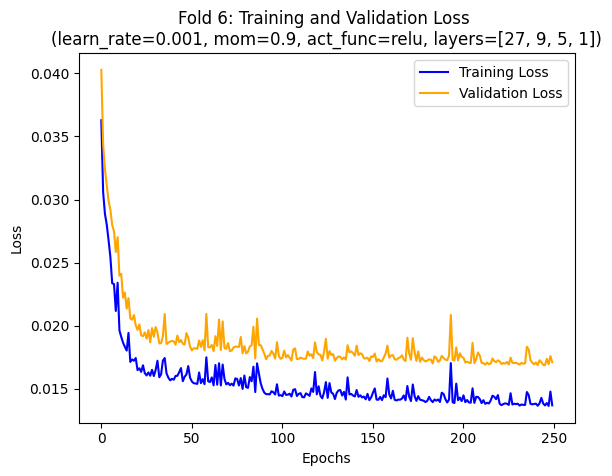 Fold 6: Training and Validation Loss
(learn_rate=0.001, mom=0.9, act_func=relu, layers=[27, 9, 5, 1])
Training Loss
Validation Loss
0.040
0.035
0.030
0.025
0.020
0.015
Loss
0
50
100
150
200
250
Epochs